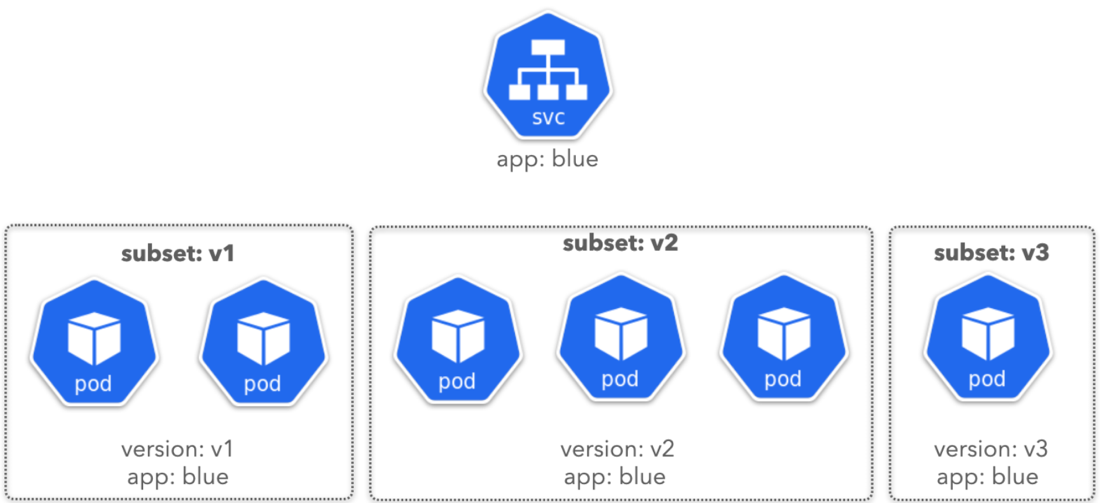 svc
app: blue
subset: v1
pod
pod
version: v1
app: blue
subset: v2
pod
pod
pod
version: v2
app: blue
subset: v3
pod
version: v3
app: blue